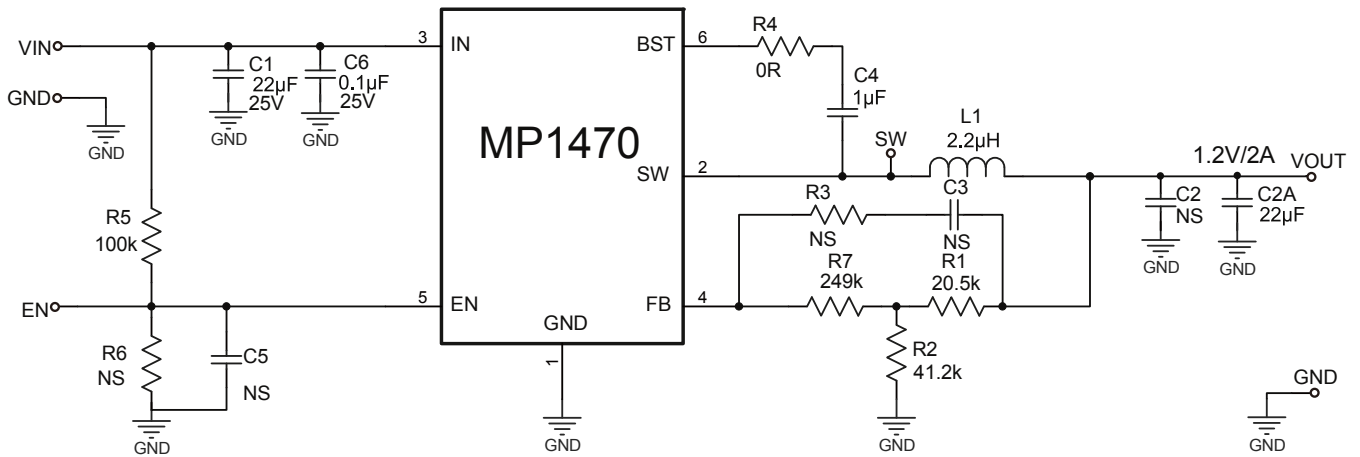 VIN
GND
GND
C1
22µF
25V
GND
C6
0.1µF
25V
GND
R5
100k
EN
R6
NS
C5
NS
GND
3
IN
5
EN
MP1470
GND
1
GND
BST
6
SW
2
FB
4
R4
0R
C4
1µF
SW
L1
2.2µH
R3
NS
C3
NS
R7
249k
R1
20.5k
R2
41.2k
GND
1.2V/2A
VOUT
C2
NS
GND
C2A
22µF
GND
GND
GND